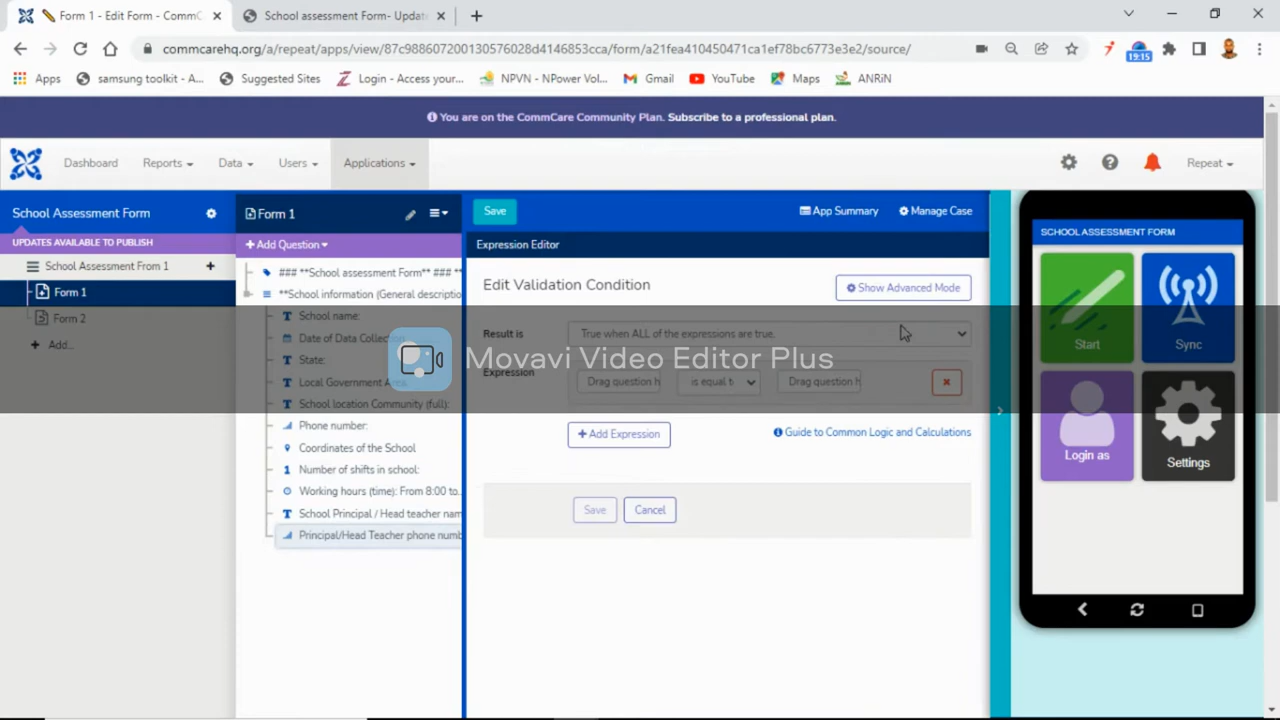 Form 1 - Edit Form - CommC
School assessment Form- Updat
commcarehq.org/a/repeat/apps/view/87c988607200130576028d4146853cca/form/a21fea410450471ca1ef78bc6773e3e2/source/
19:15
Apps
samsung toolkit - A...
Suggested Sites
Login - Access your...
NPVN - NPower Vol...
Gmail
YouTube
Maps
ANRiN
You are on the CommCare Community Plan. Subscribe to a professional plan.
Dashboard
Reports
Data
Users
Applications
Repeat
School Assessment Form
UPDATES AVAILABLE TO PUBLISH
School Assessment From 1
Form 1
Form 2
Add...
Form 1
Add Question
### **School assessment Form** ### **
**School information (General descriptio
School name:
Date of Data Collec
State:
Local Government Area:
School location Community (full):
Phone number:
Coordinates of the School
Number of shifts in school:
Working hours (time): From 8:00 to...
School Principal / Head teacher nam
Principal/Head Teacher phone numb
Save
App Summary
Manage Case
Expression Editor
Edit Validation Condition
Show Advanced Mode
Result is
True when ALL of the expressions are true.
Expression
Drag question h
is equal t
Drag question h
Add Expression
Guide to Common Logic and Calculations
Save
Cancel
Movavi Video Editor Plus
SCHOOL ASSESSMENT FORM
Start
Sync
Login as
Settings